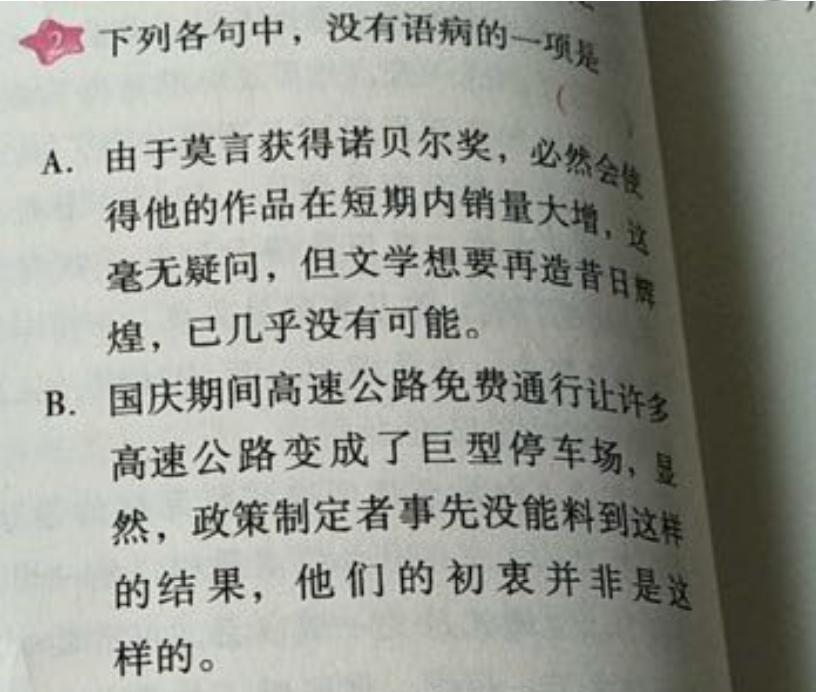 2 下列各句中，没有语病的一项是
（ ）
A. 由于莫言获得诺贝尔奖，必然会使
得他的作品在短期内销量大增，这
毫无疑问，但文学想要再造昔日辉
煌，已几乎没有可能。
B. 国庆期间高速公路免费通行让许多
高速公路变成了巨型停车场，显
然，政策制定者事先没能料到这样
的结果，他们的初衷并非是这
样的。